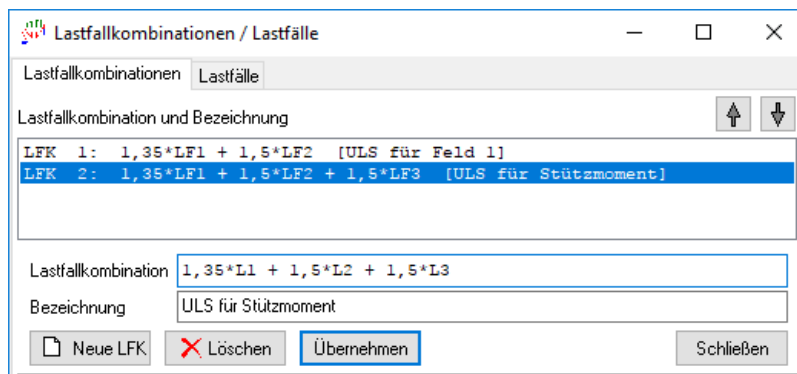 Lastfallkombinationen / Lastfälle
Lastfallkombinationen Lastfälle
Lastfallkombination und Bezeichnung
LFK 1: 1,35*LF1 + 1,5*LF2 [ULS für Feld 1]
LFK 2: 1,35*LF1 + 1,5*LF2 + 1,5*LF3 [ULS für Stützmoment]
Lastfallkombination 1,35*L1 + 1,5*L2 + 1,5*L3
Bezeichnung ULS für Stützmoment
Neue LFK Löschen Übernehmen Schließen